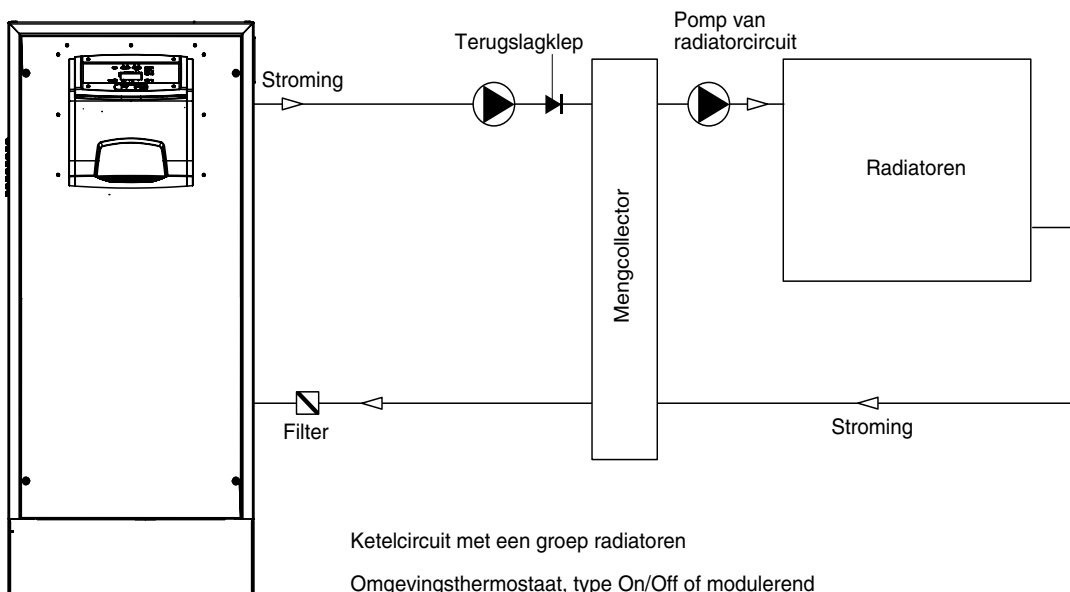 Pomp van
radiatorcircuit
Terugslagklep
Stroming
Radiatoren
Mengcollector
Filter
Stroming
Ketelcircuit met een groep radiatoren
Omgevingsthermostaat, type On/Off of modulerend